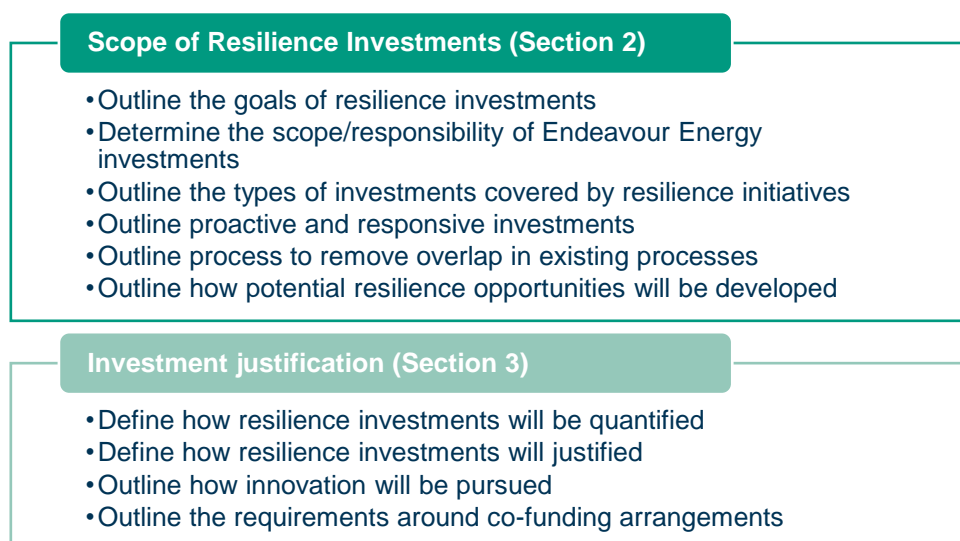 Scope of Resilience Investments (Section 2)
•Outline the goals of resilience investments
•Determine the scope/responsibility of Endeavour Energy
investments
•Outline the types of investments covered by resilience initiatives
•Outline proactive and responsive investments
•Outline process to remove overlap in existing processes
•Outline how potential resilience opportunities will be developed
Investment justification (Section 3)
•Define how resilience investments will be quantified
•Define how resilience investments will justified
•Outline how innovation will be pursued
•Outline the requirements around co-funding arrangements